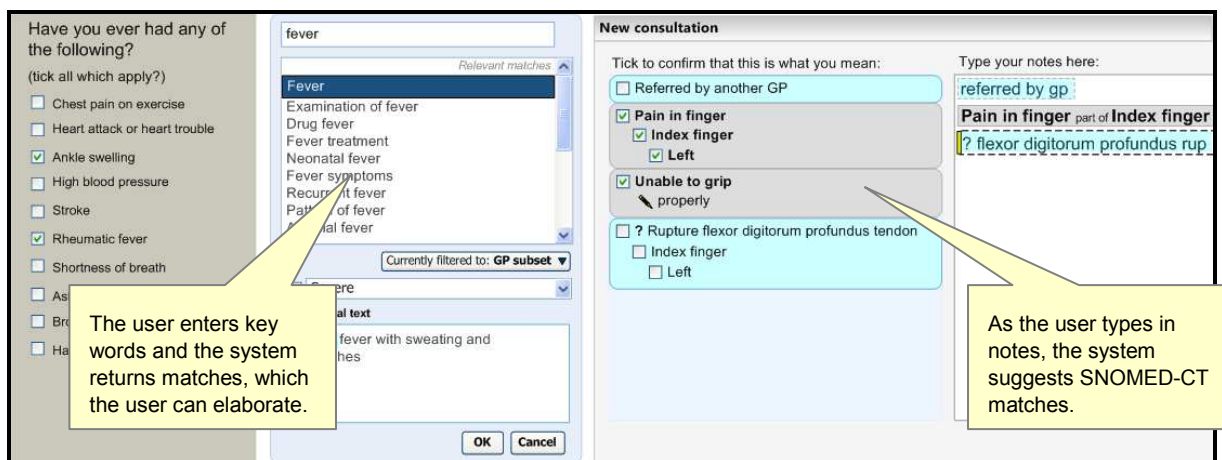 Have you ever had any of
the following?
(tick all which apply?)
Chest pain on exercise
Heart attack or heart trouble
Ankle swelling
High blood pressure
Stroke
Rheumatic fever
Shortness of breath
The user enters key
words and the system
returns matches, which
the user can elaborate.
fever
Relevant matches
Fever
Examination of fever
Drug fever
Fever treatment
Neonatal fever
Fever symptoms
Recurrent fever
of fever
fever
Currently filtered to: GP subset
text
fever with sweating and
OK Cancel
New consultation
Tick to confirm that this is what you mean:
Referred by another GP
Pain in finger
Index finger
Left
Unable to grip
properly
? Rupture flexor digitorum profundus tendon
Index finger
Left
Type your notes here:
referred by gp
Pain in finger part of Index finger
? flexor digitorum profundus rup
As the user types in
notes, the system
suggests SNOMED-CT
matches.